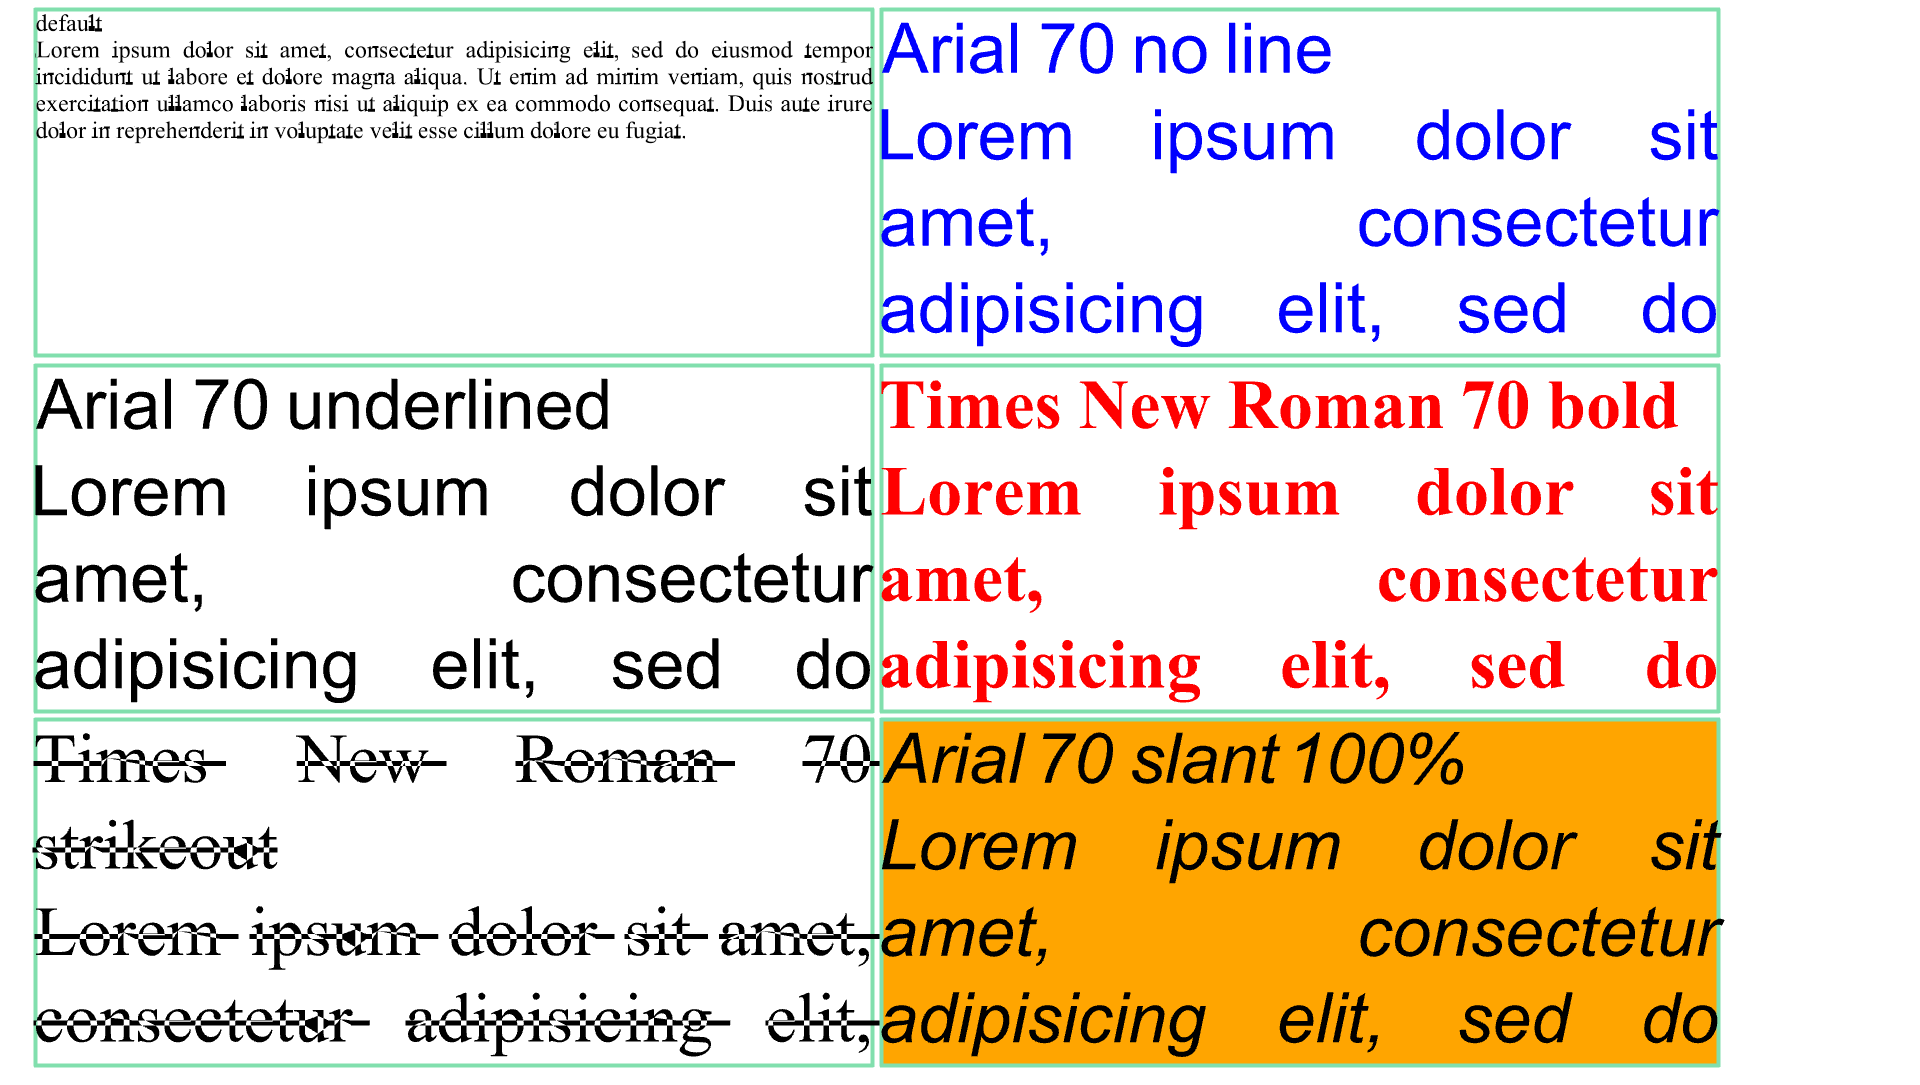 default
Lorem ipsum dolor sit amet, consectetur adipisicing elit, sed do eiusmod tempor
incididunt ut labore et dolore magna aliqua. Ut enim ad minim veniam, quis nostrud
exercitation ullamco laboris nisi ut aliquip ex ea commodo consequat. Duis aute irure
dolor in reprehenderit in voluptate velit esse cillum dolore eu fugiat.
Arial 70 no line
Lorem ipsum dolor sit
amet, consectetur
adipisicing elit, sed do
Arial 70 underlined
Lorem ipsum dolor sit
amet, consectetur
adipisicing elit, sed do
Times New Roman 70 bold
Lorem ipsum dolor sit
amet, consectetur
adipisicing elit, sed do
Times New Roman 70
strikeout
Lorem ipsum dolor sit amet,
consectetur adipisicing elit,
Arial 70 slant 100%
Lorem ipsum dolor sit
amet, consectetur
adipisicing elit, sed do